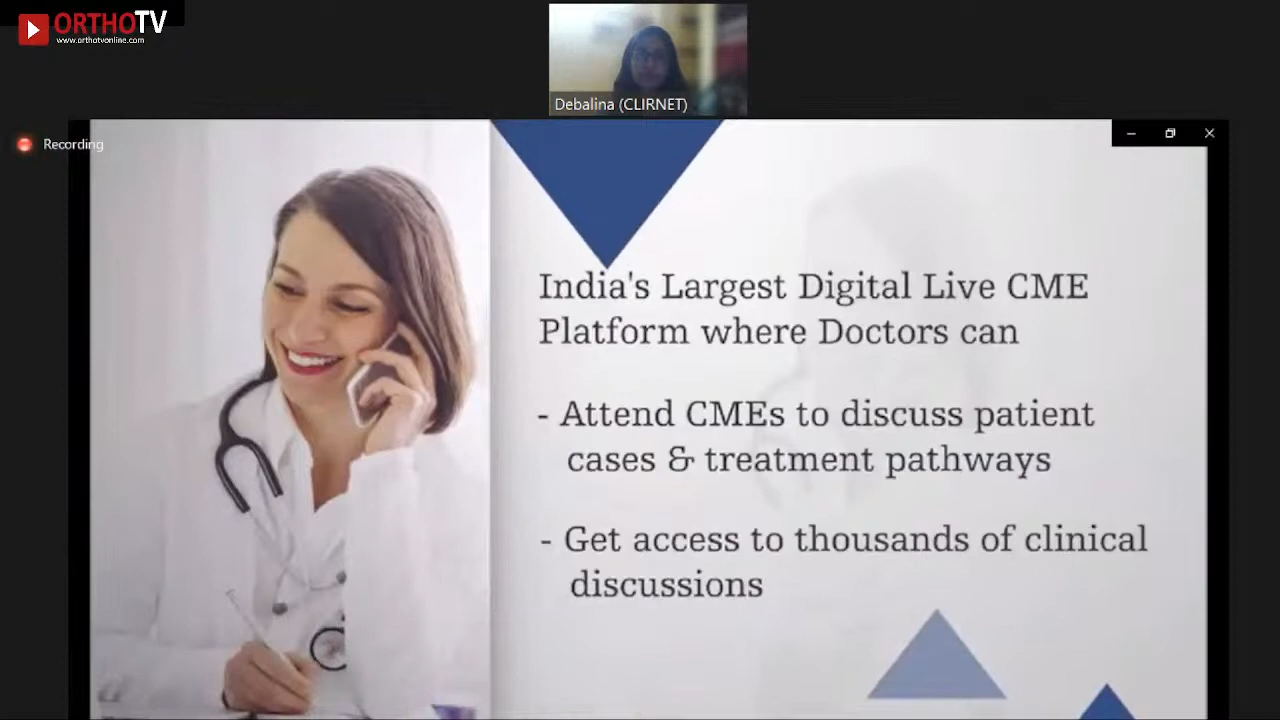 ORTHOTV
www.orthotvonline.com
Debalina (CLIRNET)
Recording
India's Largest Digital Live CME
Platform where Doctors can
- Attend CMEs to discuss patient
cases & treatment pathways
- Get access to thousands of clinical
discussions